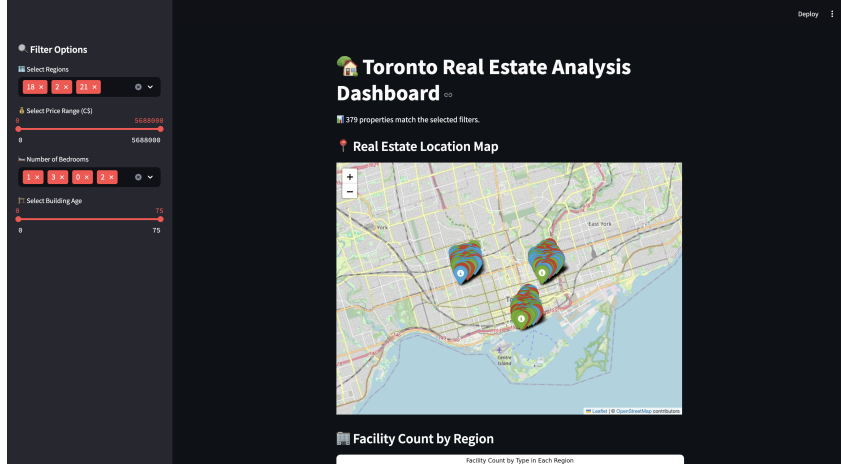 Deploy
Filter Options
Select Regions
18 × 2 × 21 ×
Select Price Range (C$)
0 5688000
0 5688000
Number of Bedrooms
1 × 3 × 0 × 2 ×
Select Building Age
0 75
0 75
Toronto Real Estate Analysis
Dashboard
379 properties match the selected filters.
Real Estate Location Map
+
−
York
East York
Centre
Island
Leaflet | © OpenStreetMap contributors
Facility Count by Region
Facility Count by Type in Each Region